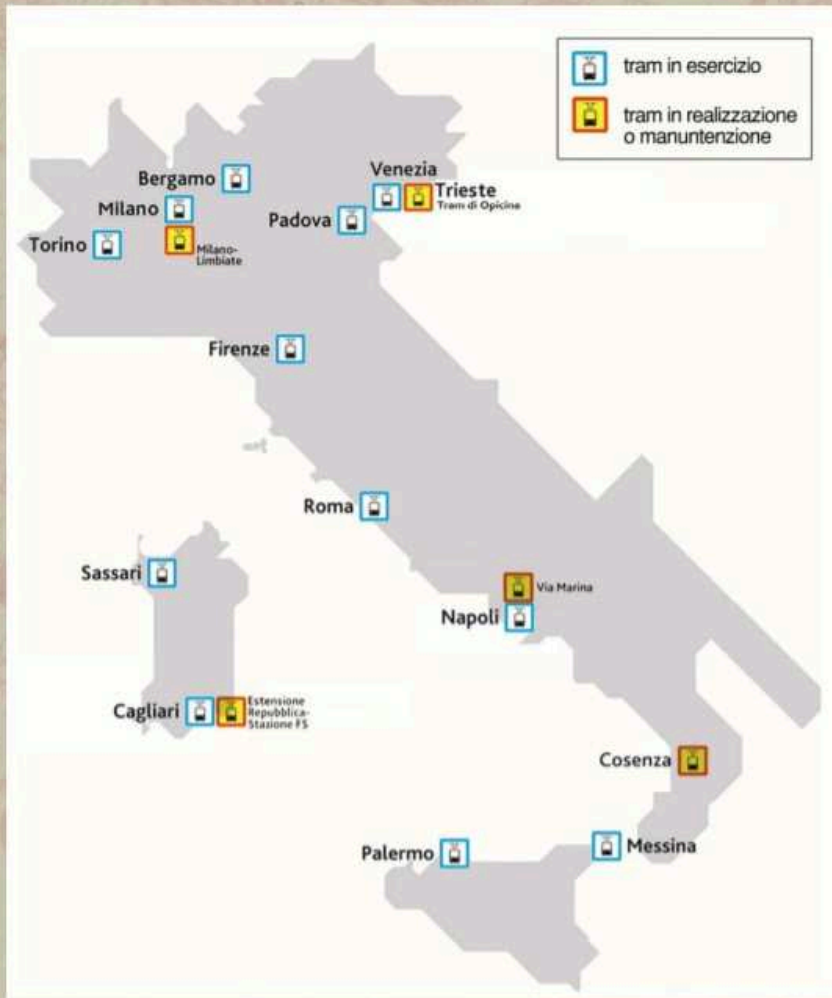 tram in esercizio
tram in realizzazione
o manuntenzione
Bergamo
Venezia
Milano
Trieste
Tram di Opicina
Padova
Torino
Milano-
Limbiate
Firenze
Roma
Sassari
Via Marina
Napoli
Cagliari
Estensione
Repubblica-
Stazione FS
Cosenza
Palermo
Messina